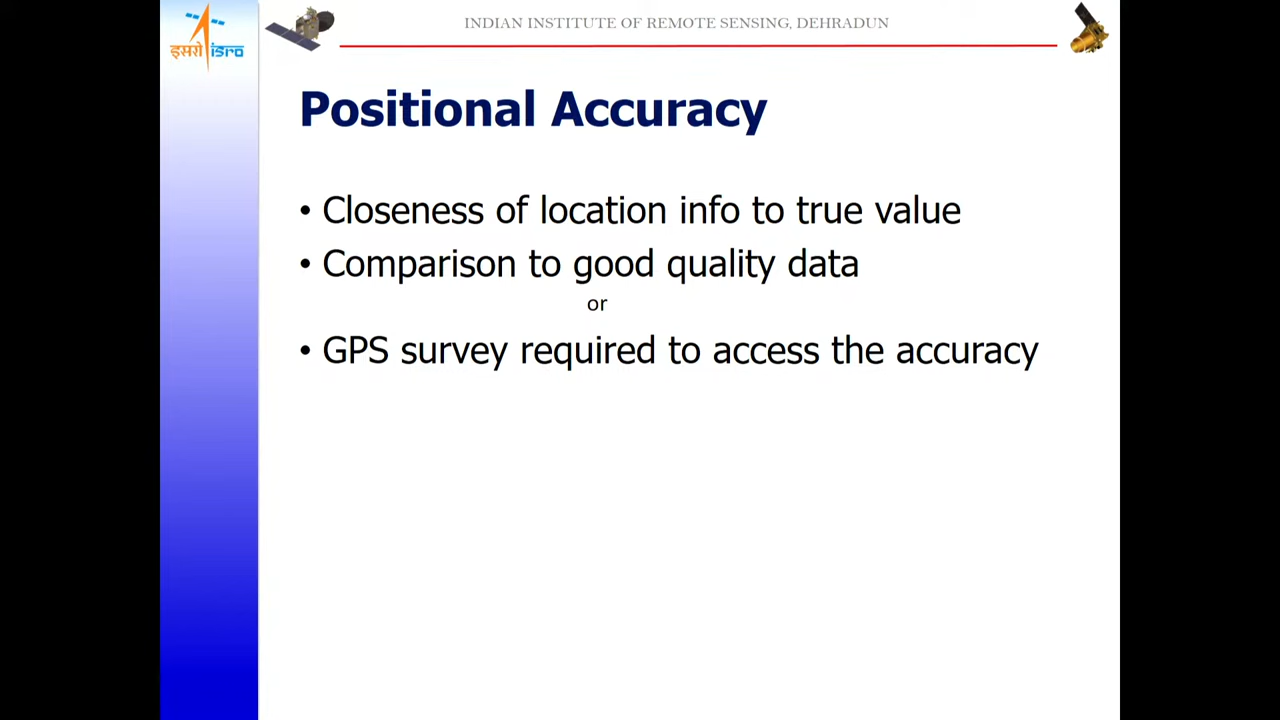 INDIAN INSTITUTE OF REMOTE SENSING, DEHRADUN
इसरो isro
Positional Accuracy
• Closeness of location info to true value
• Comparison to good quality data
or
• GPS survey required to access the accuracy